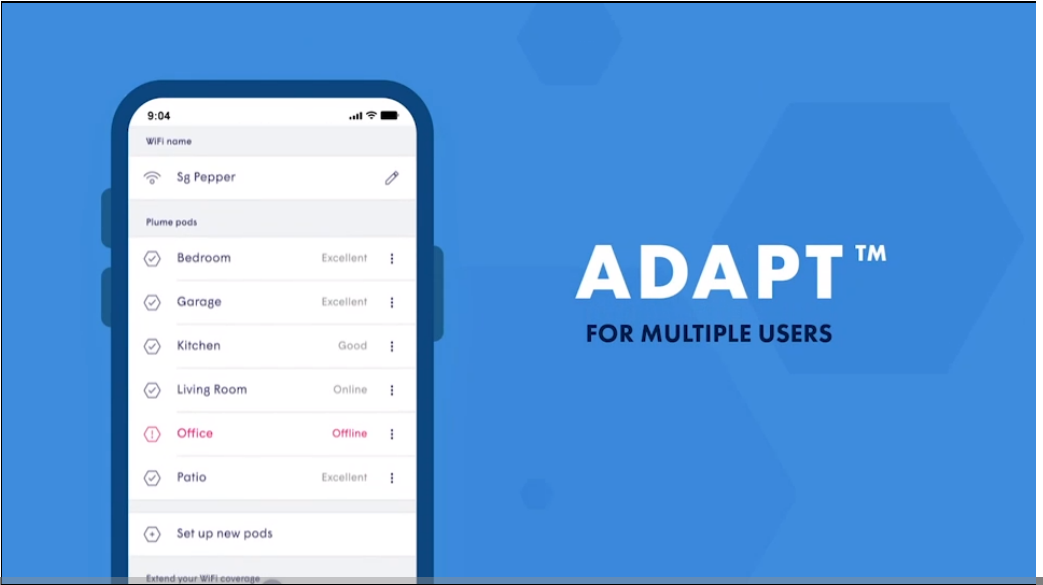 9:04
WiFi name
Sg Pepper
Plume pods
Bedroom Excellent
Garage Excellent
Kitchen Good
Living Room Online
Office Offline
Patio Excellent
Set up new pods
Extend your WiFi coverage
ADAPT™
FOR MULTIPLE USERS